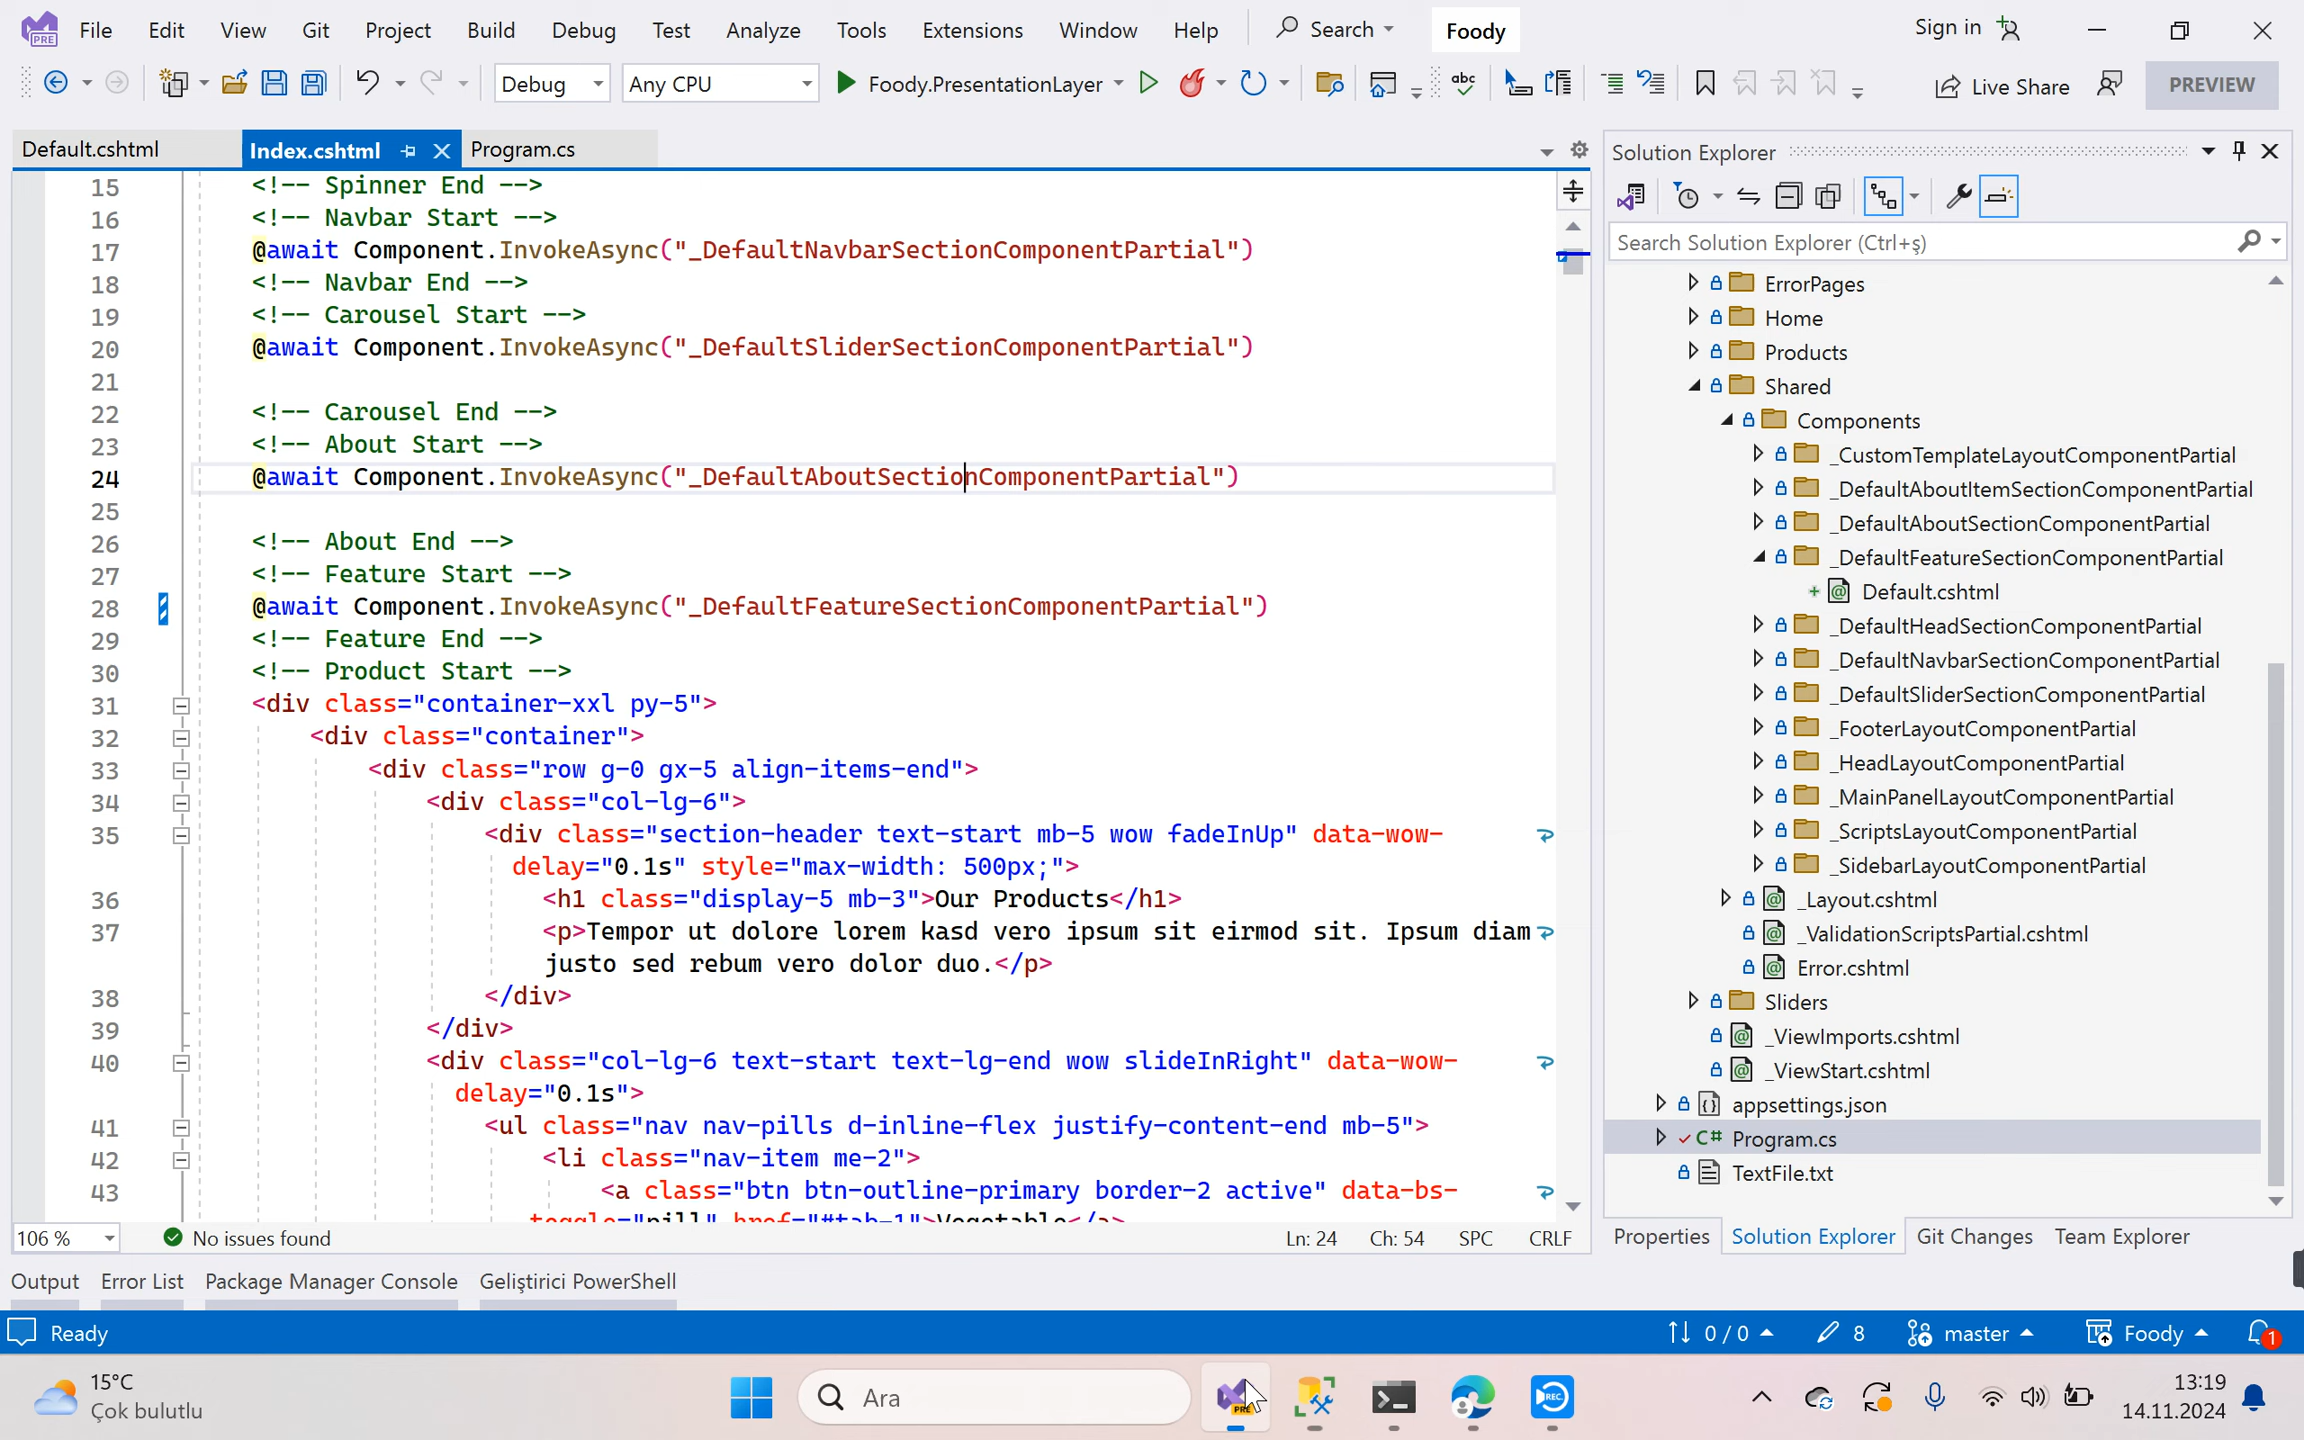 PRE File Edit View Git Project Build Debug Test Analyze Tools Extensions Window Help Search Foody Sign in
Debug Any CPU Foody.PresentationLayer abc Live Share PREVIEW
Default.cshtml Index.cshtml Program.cs
15 <!-- Spinner End -->
16 <!-- Navbar Start -->
17 @await Component.InvokeAsync("_DefaultNavbarSectionComponentPartial")
18 <!-- Navbar End -->
19 <!-- Carousel Start -->
20 @await Component.InvokeAsync("_DefaultSliderSectionComponentPartial")
21
22 <!-- Carousel End -->
23 <!-- About Start -->
24 @await Component.InvokeAsync("_DefaultAboutSectionComponentPartial")
25
26 <!-- About End -->
27 <!-- Feature Start -->
28 @await Component.InvokeAsync("_DefaultFeatureSectionComponentPartial")
29 <!-- Feature End -->
30 <!-- Product Start -->
31 <div class="container-xxl py-5">
32 <div class="container">
33 <div class="row g-0 gx-5 align-items-end">
34 <div class="col-lg-6">
35 <div class="section-header text-start mb-5 wow fadeInUp" data-wow-
delay="0.1s" style="max-width: 500px;">
36 <h1 class="display-5 mb-3">Our Products</h1>
37 <p>Tempor ut dolore lorem kasd vero ipsum sit eirmod sit. Ipsum diam
justo sed rebum vero dolor duo.</p>
38 </div>
39 </div>
40 <div class="col-lg-6 text-start text-lg-end wow slideInRight" data-wow-
delay="0.1s">
41 <ul class="nav nav-pills d-inline-flex justify-content-end mb-5">
42 <li class="nav-item me-2">
43 <a class="btn btn-outline-primary border-2 active" data-bs-
toggle="pill" href="#tab-1">Vegetable</a>
106 % No issues found Ln: 24 Ch: 54 SPC CRLF
Solution Explorer
Search Solution Explorer (Ctrl+ş)
ErrorPages
Home
Products
Shared
Components
_CustomTemplateLayoutComponentPartial
_DefaultAboutItemSectionComponentPartial
_DefaultAboutSectionComponentPartial
_DefaultFeatureSectionComponentPartial
Default.cshtml
_DefaultHeadSectionComponentPartial
_DefaultNavbarSectionComponentPartial
_DefaultSliderSectionComponentPartial
_FooterLayoutComponentPartial
_HeadLayoutComponentPartial
_MainPanelLayoutComponentPartial
_ScriptsLayoutComponentPartial
_SidebarLayoutComponentPartial
_Layout.cshtml
_ValidationScriptsPartial.cshtml
Error.cshtml
Sliders
_ViewImports.cshtml
_ViewStart.cshtml
appsettings.json
C# Program.cs
TextFile.txt
Properties Solution Explorer Git Changes Team Explorer
Output Error List Package Manager Console Geliştirici PowerShell
Ready 0 / 0 8 master Foody 1
15°C
Çok bulutlu
Ara
PRE
REC
13:19
14.11.2024